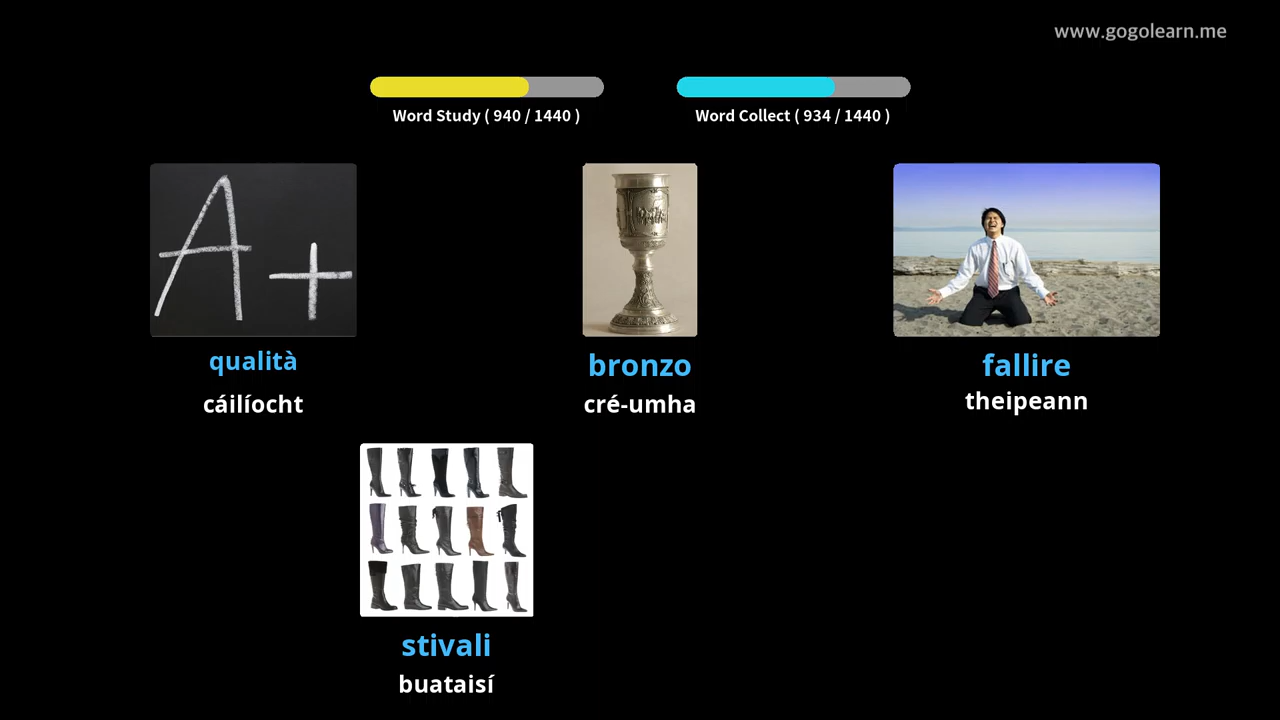 www.gogolearn.me
Word Study ( 940 / 1440 )
Word Collect ( 934 / 1440 )
A+
qualità
bronzo
fallire
cáilíocht
cré-umha
theipeann
stivali
buataisí